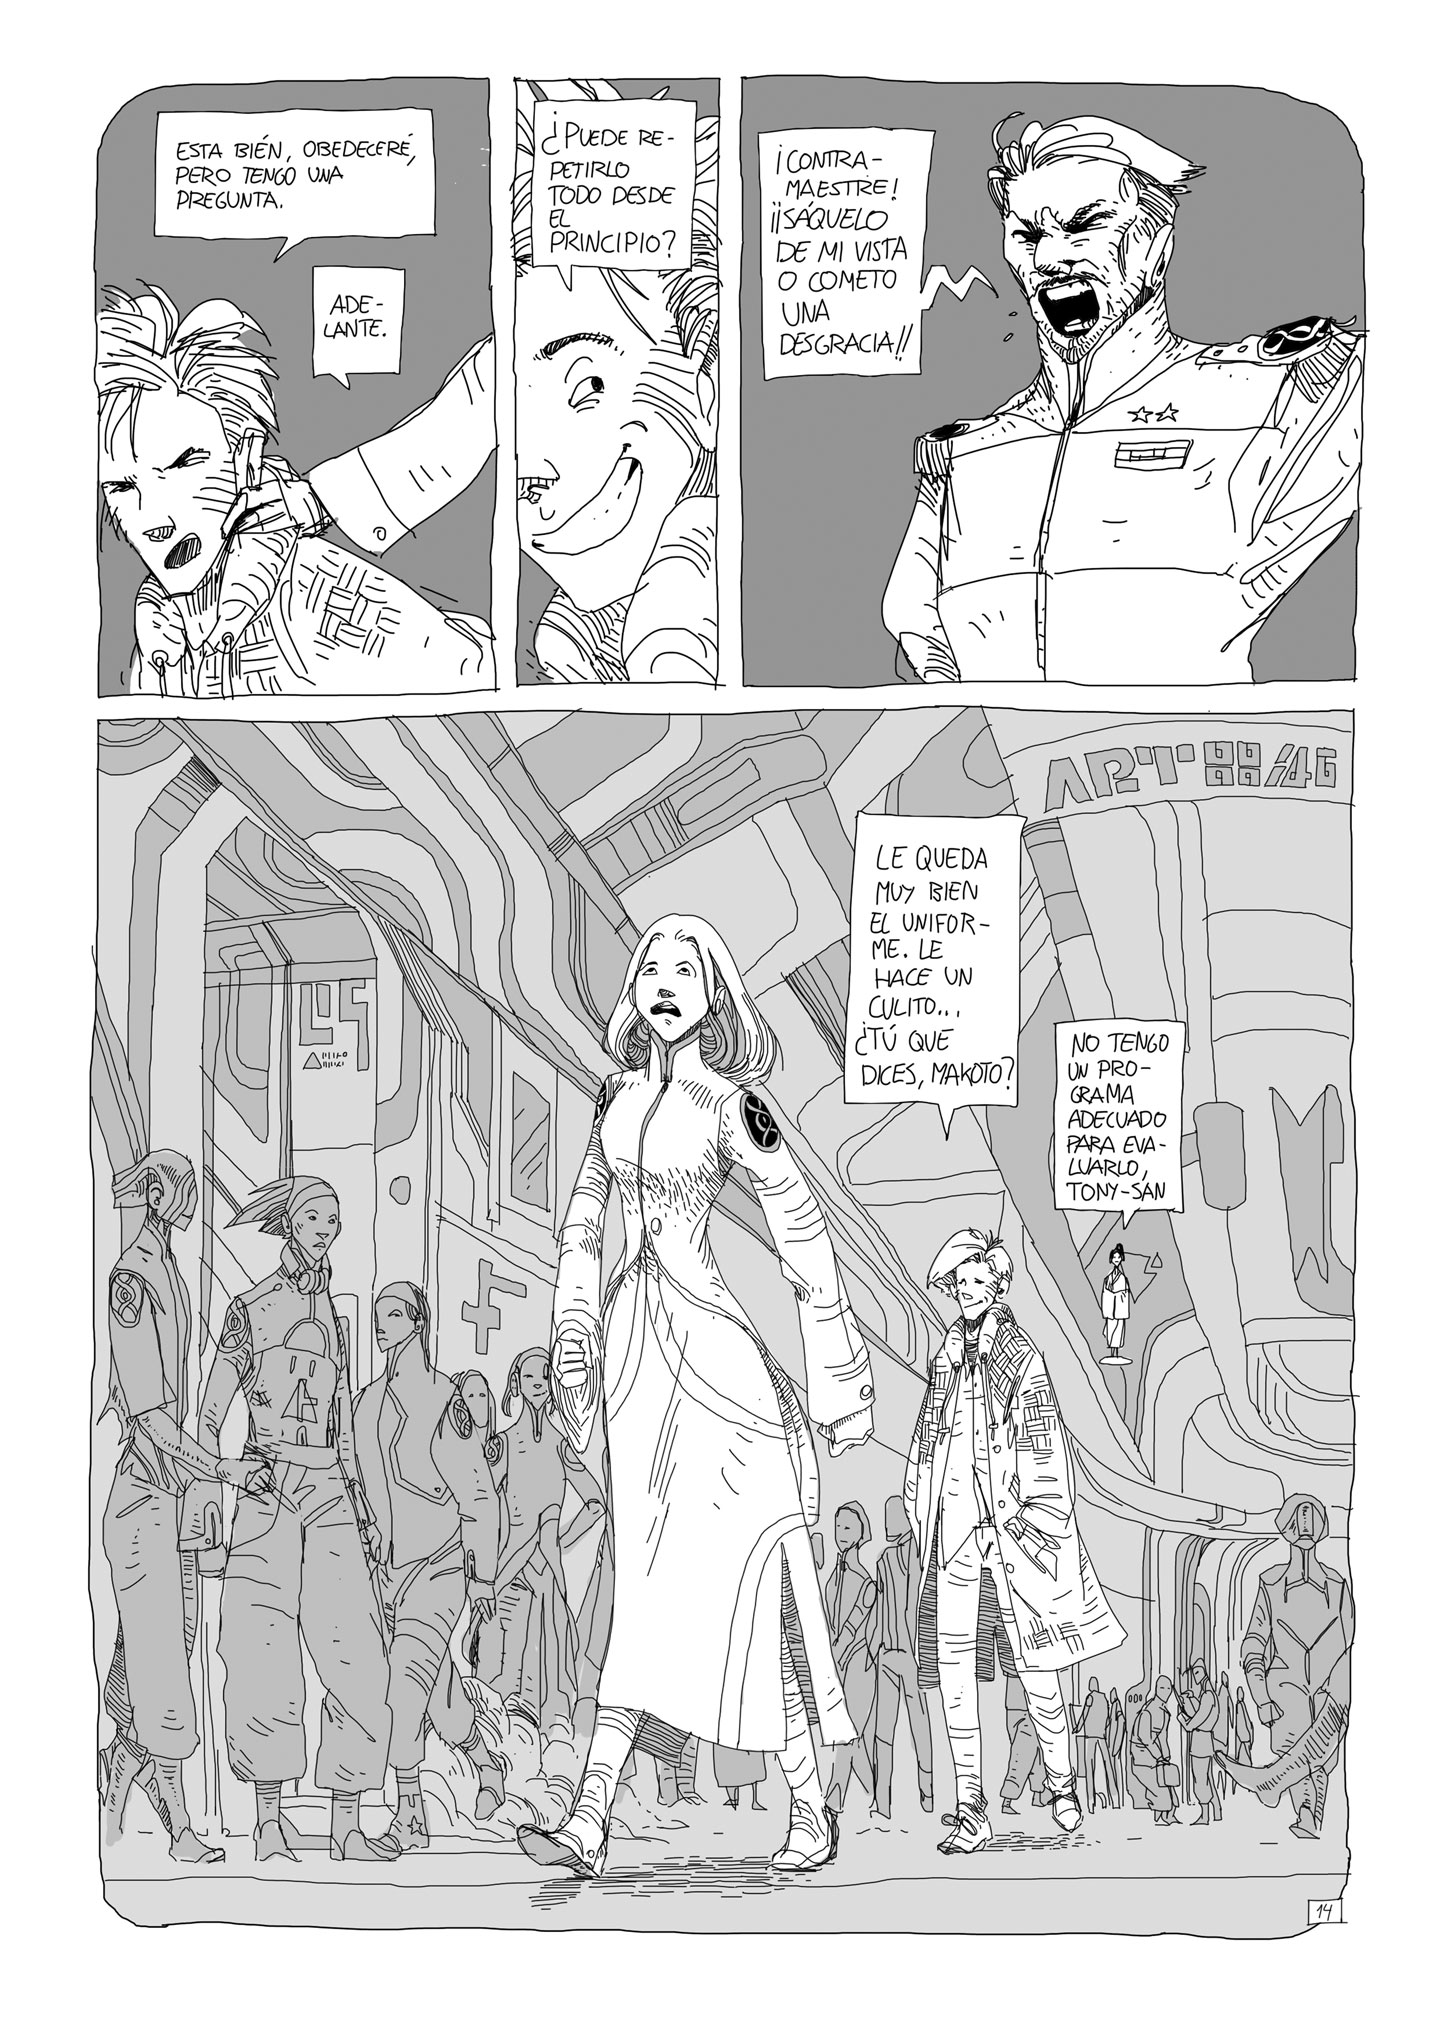 ESTA BIÉN, OBEDECERÉ,
PERO TENGO UNA
PREGUNTA.
ADE-
LANTE.
¿PUEDE RE-
PETIRLO
TODO DESDE
EL
PRINCIPIO?
¡CONTRA-
MAESTRE!
¡¡SÁQUELO
DE MI VISTA
O COMETO
UNA
DESGRACIA!!
LE QUEDA
MUY BIEN
EL UNIFOR-
ME. LE
HACE UN
CULITO...
¿TÚ QUE
DICES, MAKOTO?
NO TENGO
UN PRO-
GRAMA
ADECUADO
PARA EVA-
LUARLO,
TONY-SÁN
14